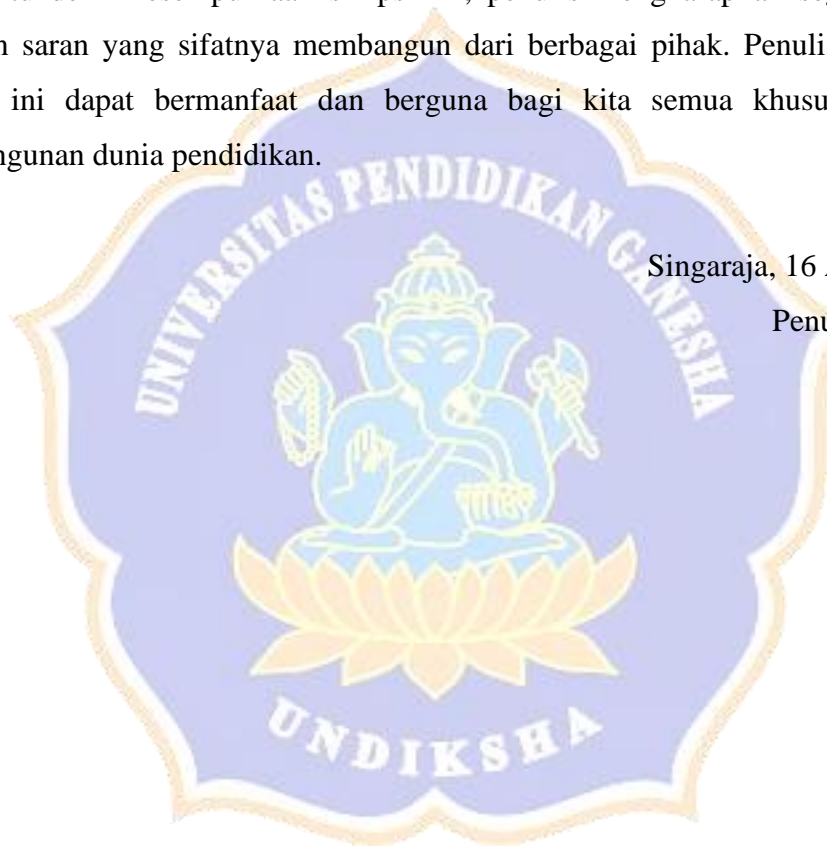 n saran yang sifatnya membangun dari berbagai pihak. Penuli
ini dapat bermanfaat dan berguna bagi kita semua khusu
ngunan dunia pendidikan.
UNIVERSITAS PENDIDIKAN GANESHA
Singaraja, 16
Penu
UNDIKSHA